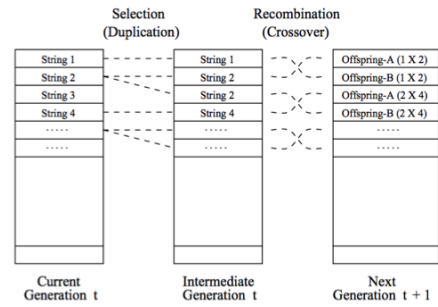 Selection
(Duplication)
Recombination
(Crossover)
String 1
String 2
String 3
String 4
.....
.....
String 1
String 2
String 2
String 4
.....
.....
Offspring-A (1 X 2)
Offspring-B (1 X 2)
Offspring-A (2 X 4)
Offspring-B (2 X 4)
.....
.....
Current
Generation t
Intermediate
Generation t
Next
Generation t + 1